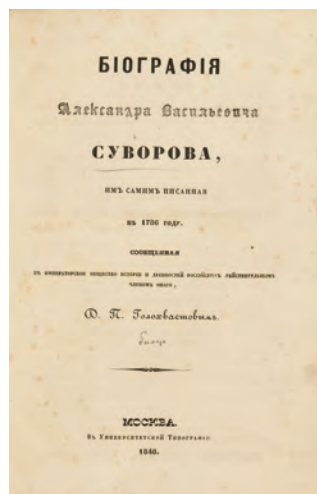 БІОГРАФІЯ
Александра Васильевича
СУВОРОВА,
ИМЪ САМИМЪ ПИСАННАЯ
ВЪ 1786 ГОДУ.
СООБЩЕННАЯ
ВЪ ИМПЕРАТОРСКОЕ ОБЩЕСТВО ИСТОРІИ И ДРЕВНОСТЕЙ РОССІЙСКИХЪ ДѢЙСТВИТЕЛЬНЫМЪ
ЧЛЕНОМЪ ОНАГО,
Д. П. Голохвастовымъ.
МОСКВА.
Въ Университетской Типографіи
1848.